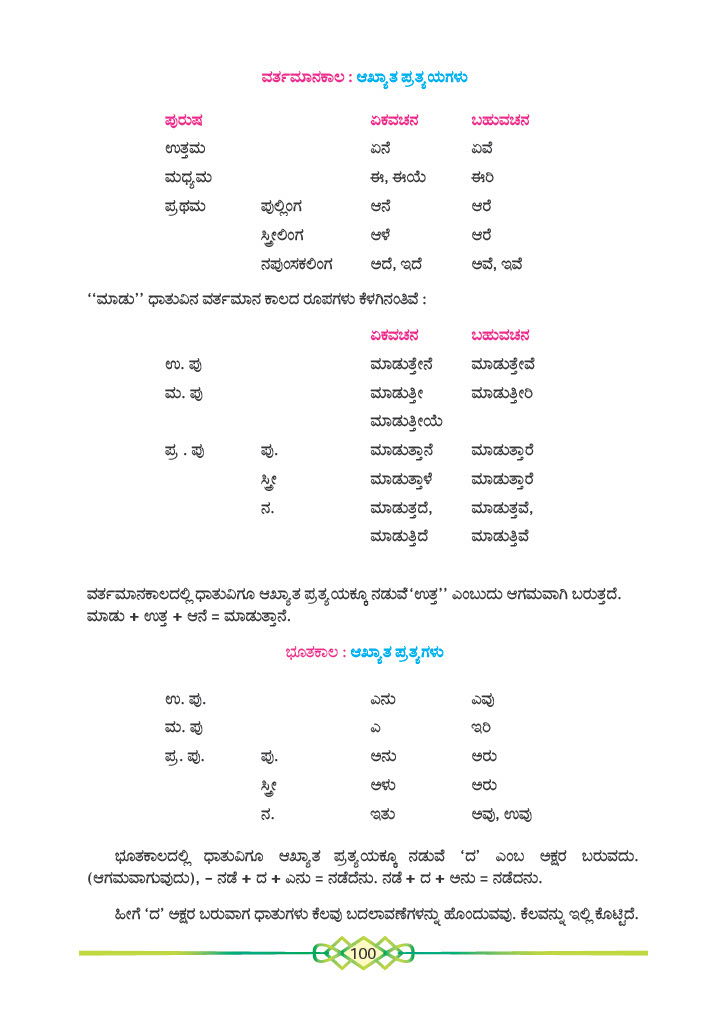 ವರ್ತಮಾನಕಾಲ : ಆಖ್ಯಾತ ಪ್ರತ್ಯಯಗಳು
ಪುರುಷ ಏಕವಚನ ಬಹುವಚನ
ಉತ್ತಮ ಏನೆ ಏವೆ
ಮಧ್ಯಮ ಈ, ಈಯೆ ಈರಿ
ಪ್ರಥಮ ಪುಲ್ಲಿಂಗ ಆನೆ ಆರೆ
ಸ್ತ್ರೀಲಿಂಗ ಆಳೆ ಆರೆ
ನಪುಂಸಕಲಿಂಗ ಅದೆ, ಇದೆ ಅವೆ, ಇವೆ
‘‘ಮಾಡು’’ ಧಾತುವಿನ ವರ್ತಮಾನ ಕಾಲದ ರೂಪಗಳು ಕೆಳಗಿನಂತಿವೆ :
ಏಕವಚನ ಬಹುವಚನ
ಉ. ಪು ಮಾಡುತ್ತೇನೆ ಮಾಡುತ್ತೇವೆ
ಮ. ಪು ಮಾಡುತ್ತೀ ಮಾಡುತ್ತೀರಿ
ಮಾಡುತ್ತೀಯೆ
ಪ್ರ . ಪು ಪು. ಮಾಡುತ್ತಾನೆ ಮಾಡುತ್ತಾರೆ
ಸ್ತ್ರೀ ಮಾಡುತ್ತಾಳೆ ಮಾಡುತ್ತಾರೆ
ನ. ಮಾಡುತ್ತದೆ, ಮಾಡುತ್ತವೆ,
ಮಾಡುತ್ತಿದೆ ಮಾಡುತ್ತಿವೆ
ವರ್ತಮಾನಕಾಲದಲ್ಲಿ ಧಾತುವಿಗೂ ಆಖ್ಯಾತ ಪ್ರತ್ಯಯಕ್ಕೂ ನಡುವೆ‘ಉತ್ತ’’ ಎಂಬುದು ಆಗಮವಾಗಿ ಬರುತ್ತದೆ.
ಮಾಡು + ಉತ್ತ + ಆನೆ = ಮಾಡುತ್ತಾನೆ.
ಭೂತಕಾಲ : ಆಖ್ಯಾತ ಪ್ರತ್ಯಗಳು
ಉ. ಪು. ಎನು ಎವು
ಮ. ಪು ಎ ಇರಿ
ಪ್ರ. ಪು. ಪು. ಅನು ಅರು
ಸ್ತ್ರೀ ಅಳು ಅರು
ನ. ಇತು ಅವು, ಉವು
ಭೂತಕಾಲದಲ್ಲಿ ಧಾತುವಿಗೂ ಆಖ್ಯಾತ ಪ್ರತ್ಯಯಕ್ಕೂ ನಡುವೆ ‘ದ’ ಎಂಬ ಅಕ್ಷರ ಬರುವದು.
(ಆಗಮವಾಗುವುದು), – ನಡೆ + ದ + ಎನು = ನಡೆದೆನು. ನಡೆ + ದ + ಅನು = ನಡೆದನು.
ಹೀಗೆ ‘ದ’ ಅಕ್ಷರ ಬರುವಾಗ ಧಾತುಗಳು ಕೆಲವು ಬದಲಾವಣೆಗಳನ್ನು ಹೊಂದುವವು. ಕೆಲವನ್ನು ಇಲ್ಲಿ ಕೊಟ್ಟಿದೆ.
100